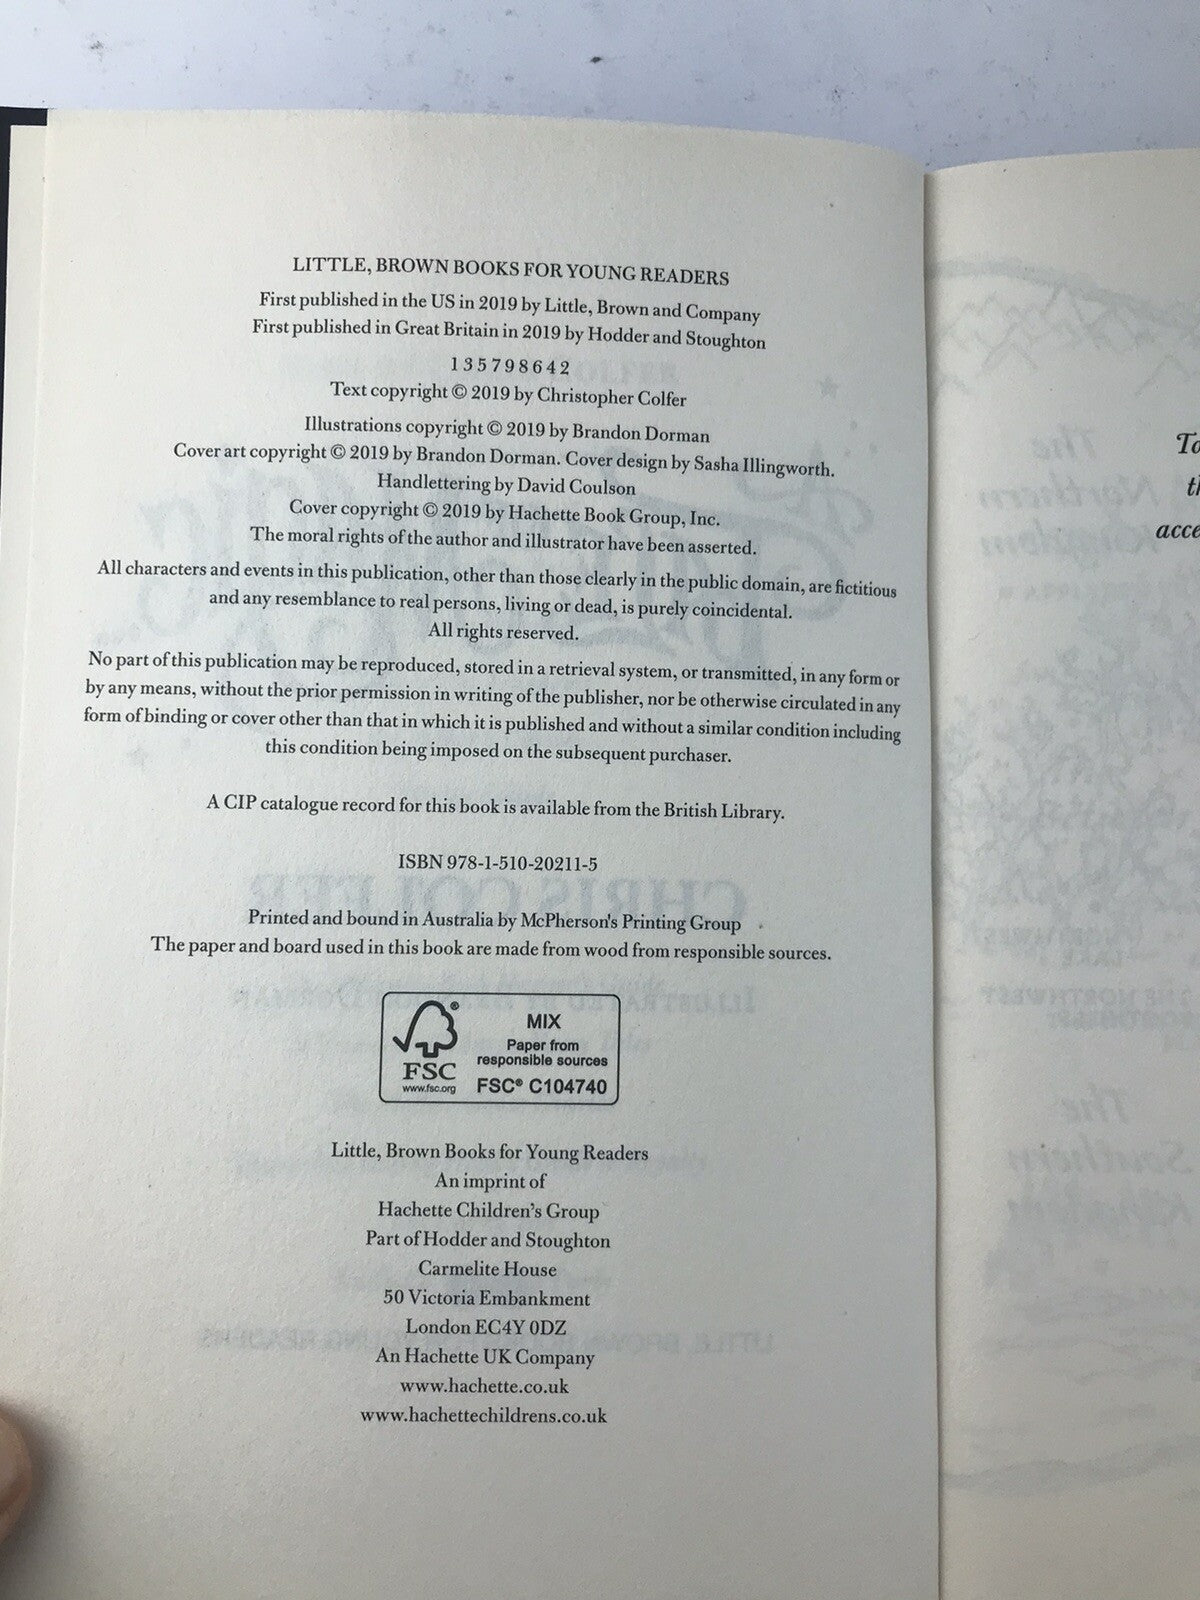 LITTLE, BROWN BOOKS FOR YOUNG READERS
First published in the US in 2019 by Little, Brown and Company
First published in Great Britain in 2019 by Hodder and Stoughton
1 3 5 7 9 8 6 4 2
Text copyright © 2019 by Christopher Colfer
Illustrations copyright © 2019 by Brandon Dorman
Cover art copyright © 2019 by Brandon Dorman. Cover design by Sasha Illingworth.
Handlettering by David Coulson
Cover copyright © 2019 by Hachette Book Group, Inc.
The moral rights of the author and illustrator have been asserted.
All characters and events in this publication, other than those clearly in the public domain, are fictitious
and any resemblance to real persons, living or dead, is purely coincidental.
All rights reserved.
No part of this publication may be reproduced, stored in a retrieval system, or transmitted, in any form or
by any means, without the prior permission in writing of the publisher, nor be otherwise circulated in any
form of binding or cover other than that in which it is published and without a similar condition including
this condition being imposed on the subsequent purchaser.
A CIP catalogue record for this book is available from the British Library.
ISBN 978-1-510-20211-5
Printed and bound in Australia by McPherson's Printing Group
The paper and board used in this book are made from wood from responsible sources.
®
FSC
www.fsc.org
MIX
Paper from
responsible sources
FSC® C104740
Little, Brown Books for Young Readers
An imprint of
Hachette Children's Group
Part of Hodder and Stoughton
Carmelite House
50 Victoria Embankment
London EC4Y 0DZ
An Hachette UK Company
www.hachette.co.uk
www.hachettechildrens.co.uk